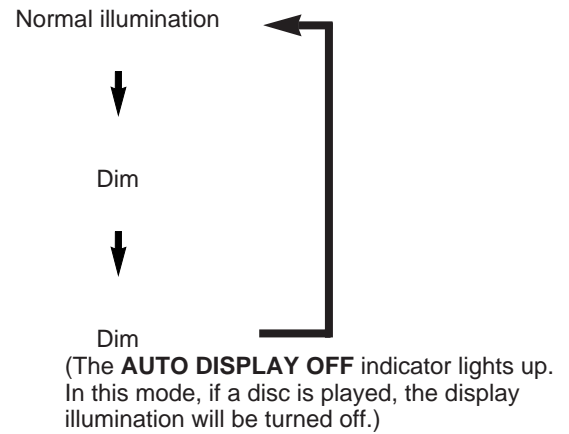 Normal illumination
Dim
Dim
(The AUTO DISPLAY OFF indicator lights up.
In this mode, if a disc is played, the display
illumination will be turned off.)